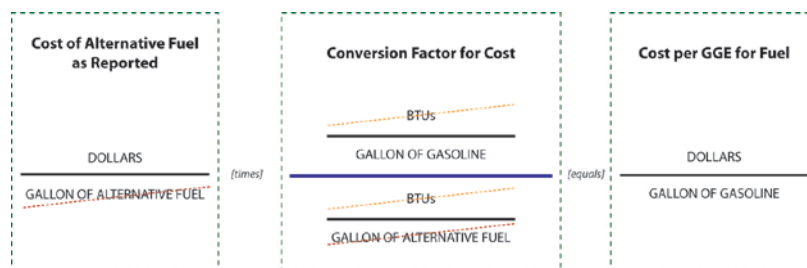 Cost of Alternative Fuel
as Reported
DOLLARS
GALLON OF ALTERNATIVE FUEL
[times]
Conversion Factor for Cost
BTUs
GALLON OF GASOLINE
BTUs
GALLON OF ALTERNATIVE FUEL
[equals]
Cost per GGE for Fuel
DOLLARS
GALLON OF GASOLINE